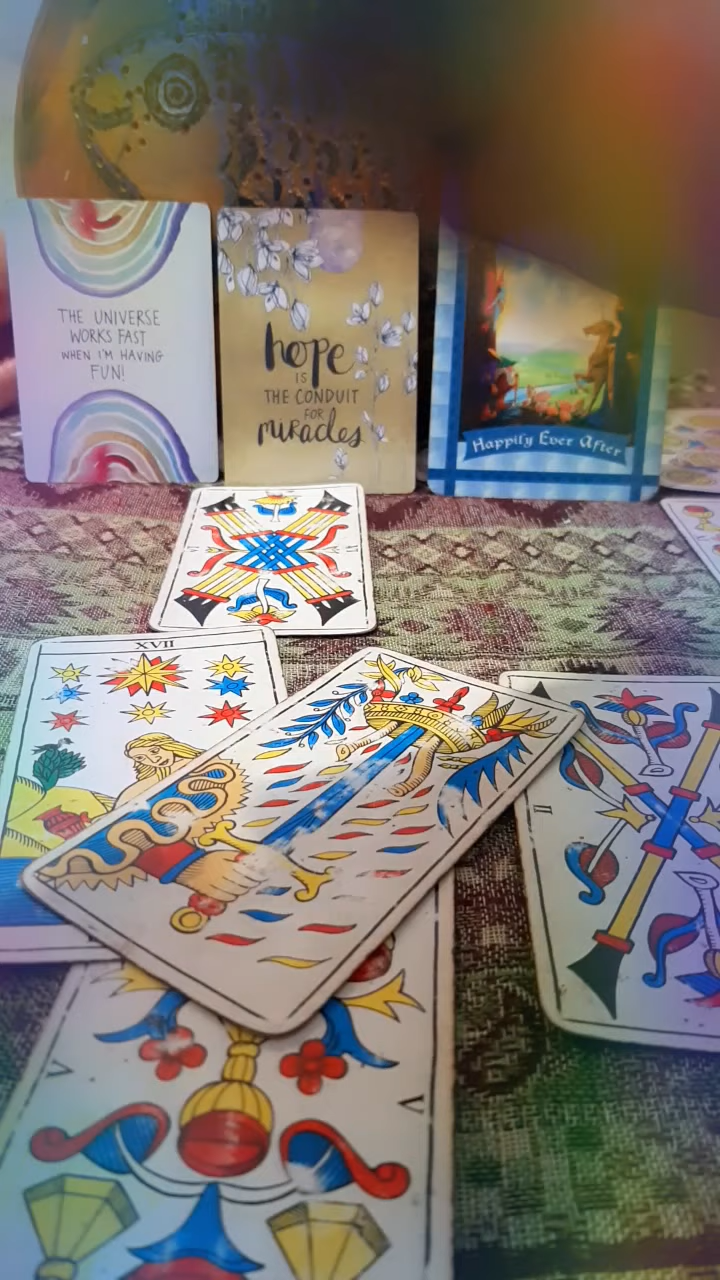 THE UNIVERSE
WORKS FAST
WHEN I'M HAVING
FUN!
hope
IS
THE CONDUIT
FOR
miracles
Happily Ever After
XVII
II
V
V